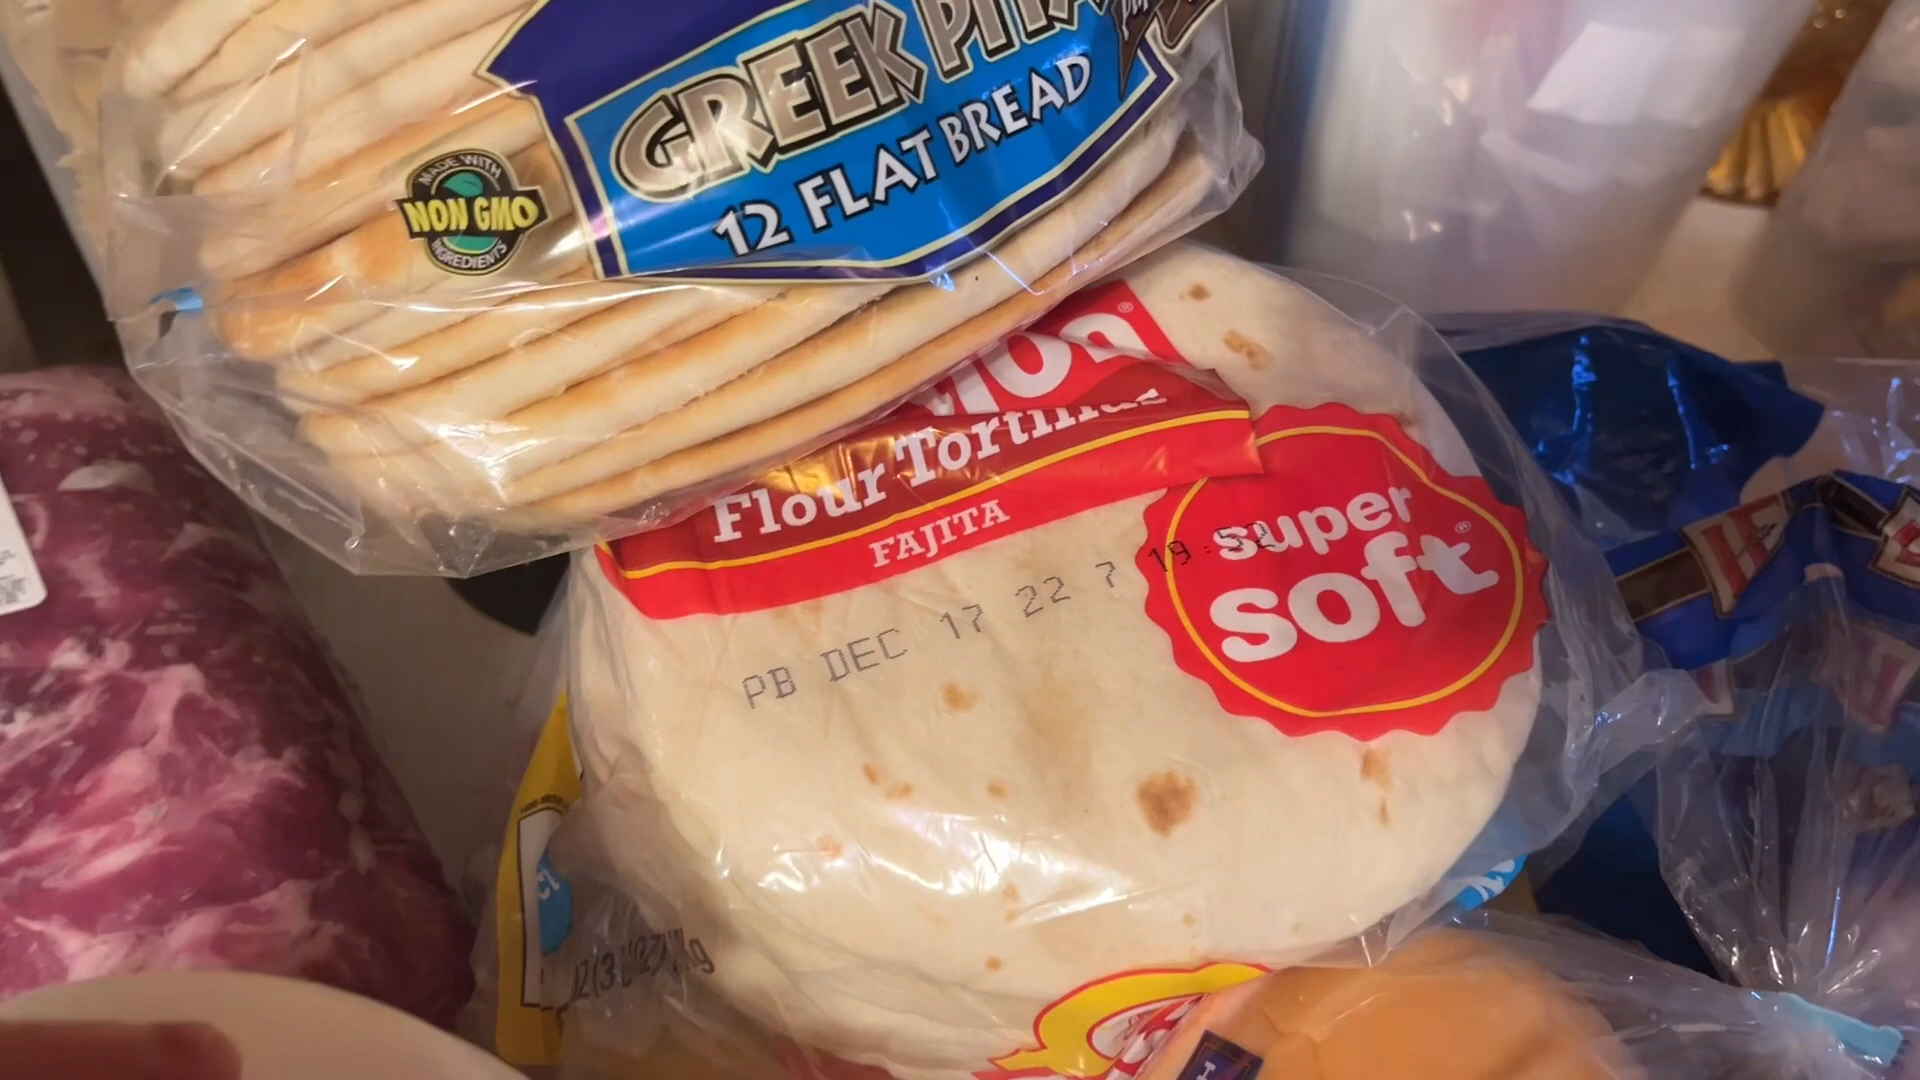 GREEK PITA
12 FLAT BREAD
MADE WITH
NON GMO
INGREDIENTS
Flour Tortillas
FAJITA
super
soft
PB DEC 17 22 7 19:52